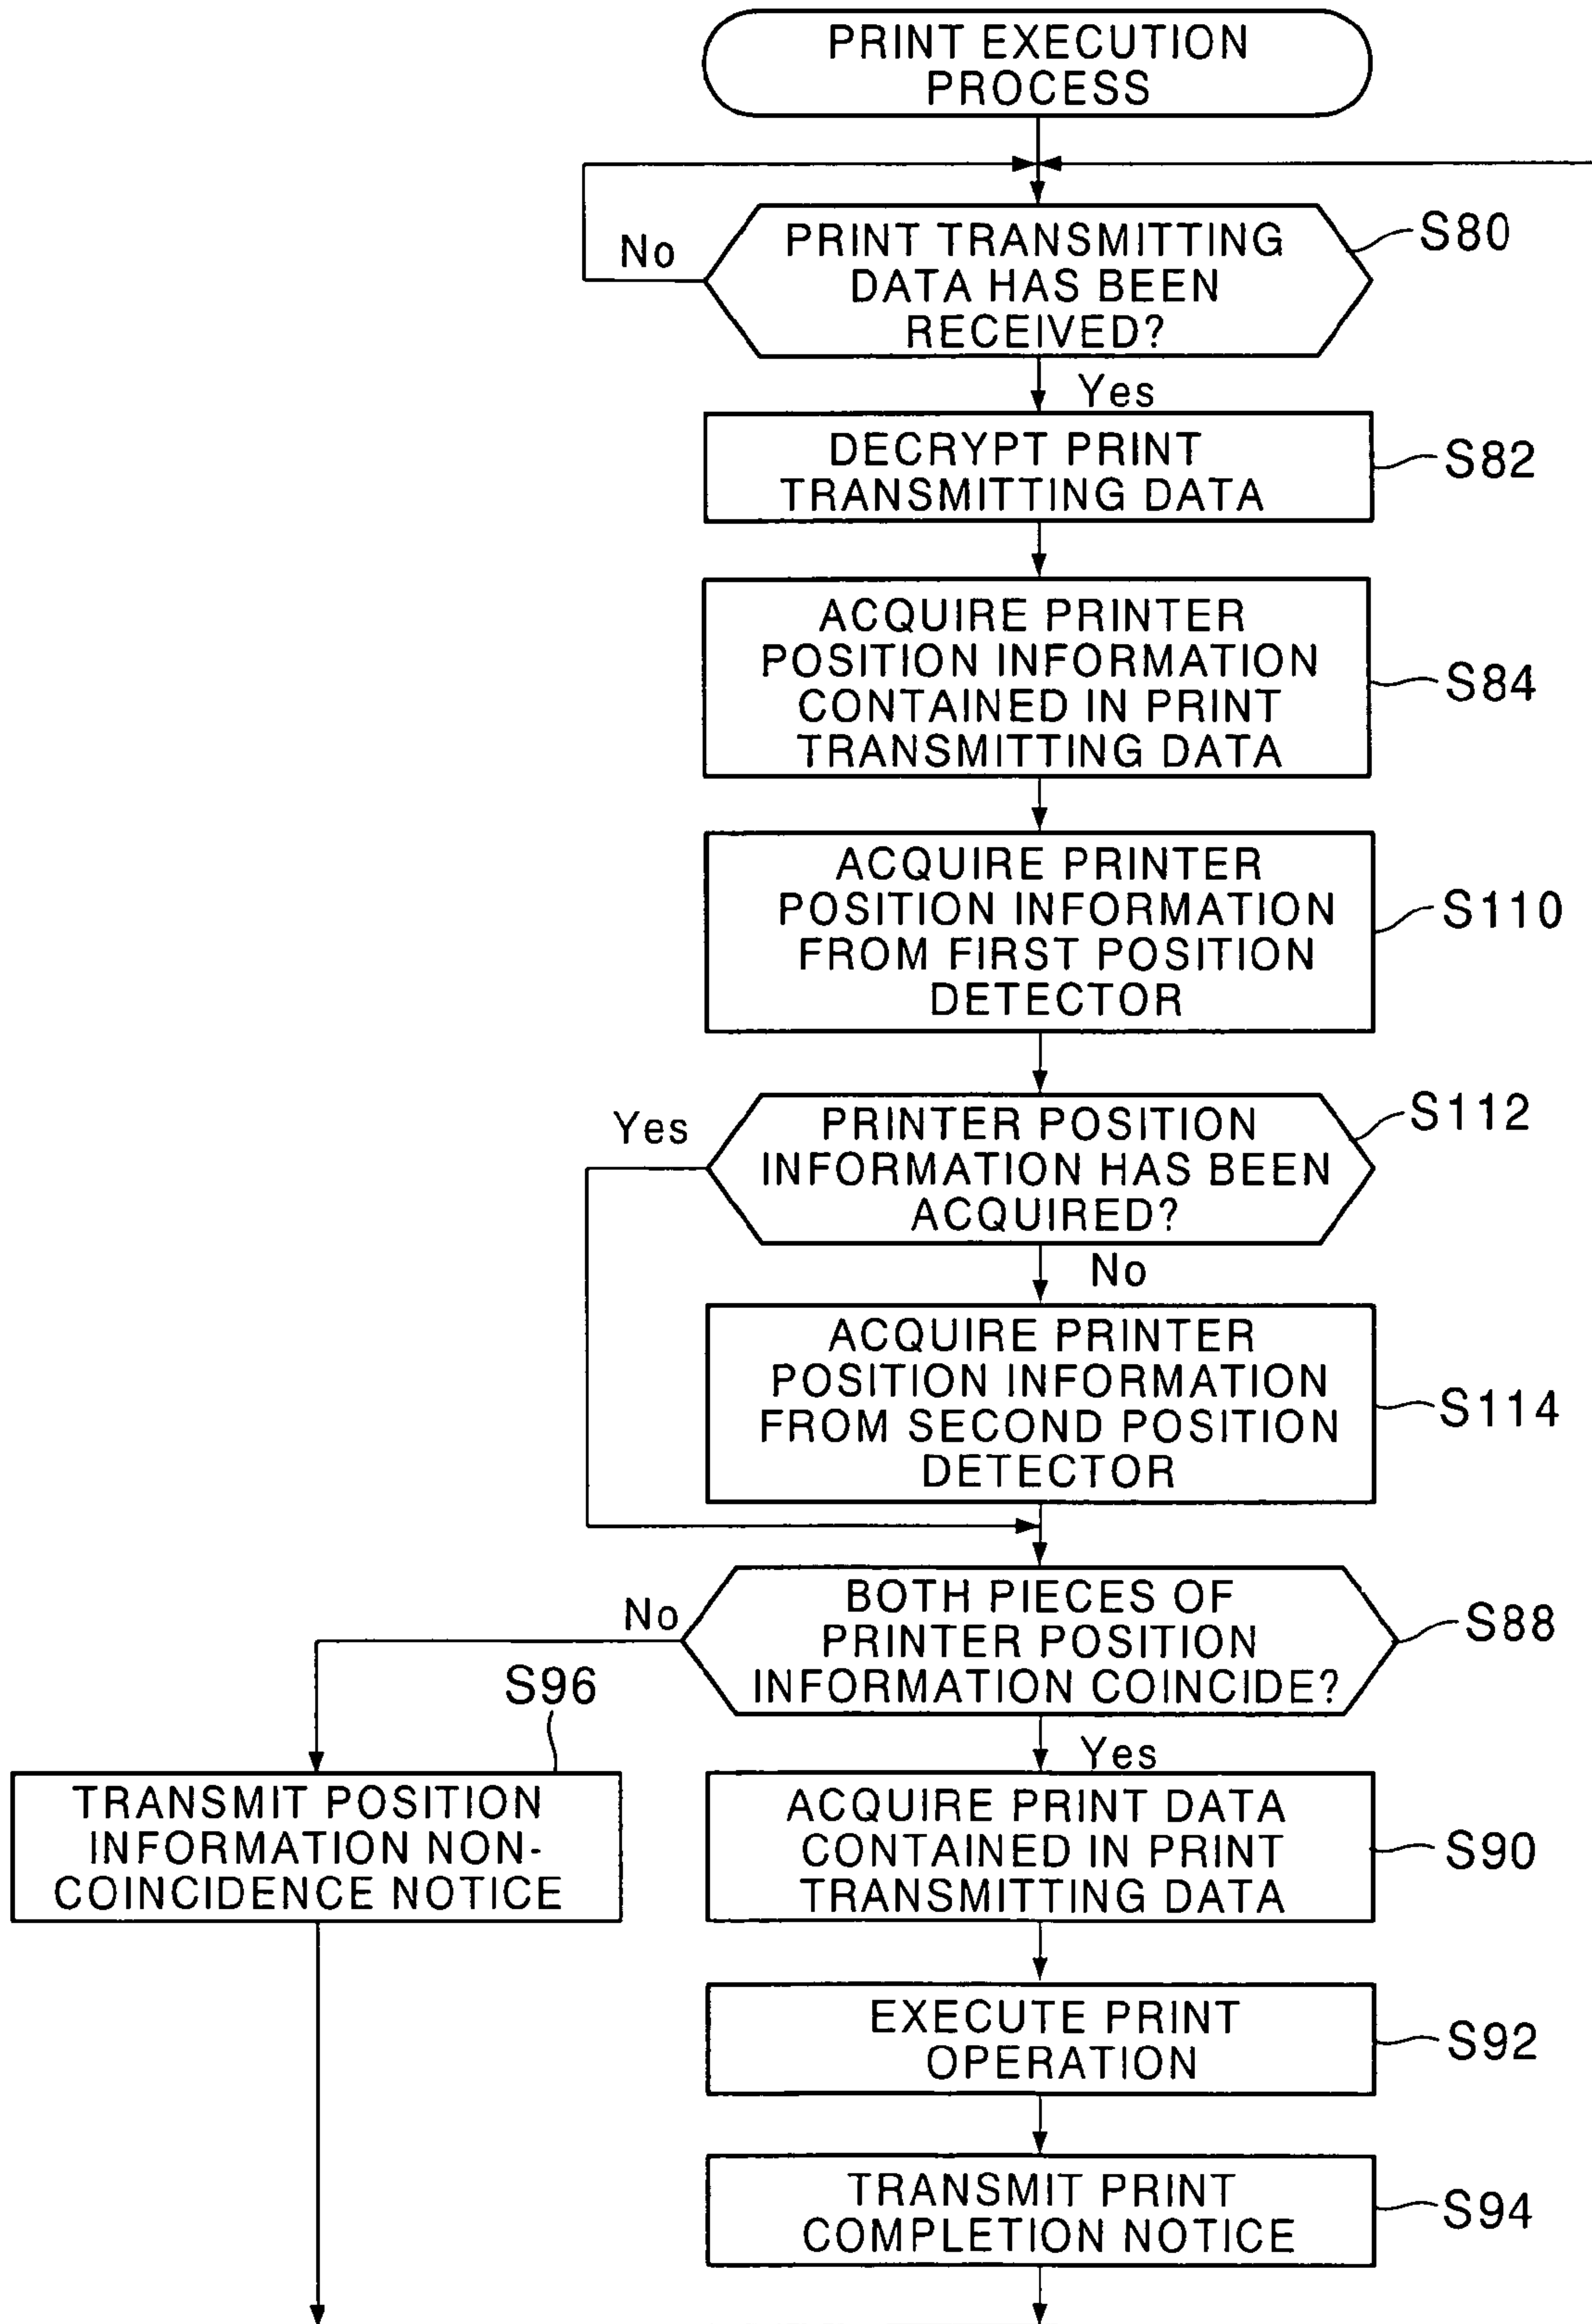 PRINT EXECUTION
PROCESS
No
PRINT TRANSMITTING
DATA HAS BEEN
RECEIVED?
S80
Yes
DECRYPT PRINT
TRANSMITTING DATA
S82
ACQUIRE PRINTER
POSITION INFORMATION
CONTAINED IN PRINT
TRANSMITTING DATA
S84
ACQUIRE PRINTER
POSITION INFORMATION
FROM FIRST POSITION
DETECTOR
S110
Yes
PRINTER POSITION
INFORMATION HAS BEEN
ACQUIRED?
S112
No
ACQUIRE PRINTER
POSITION INFORMATION
FROM SECOND POSITION
DETECTOR
S114
No
BOTH PIECES OF
PRINTER POSITION
INFORMATION COINCIDE?
S88
S96
Yes
TRANSMIT POSITION
INFORMATION NON-
COINCIDENCE NOTICE
ACQUIRE PRINT DATA
CONTAINED IN PRINT
TRANSMITTING DATA
S90
EXECUTE PRINT
OPERATION
S92
TRANSMIT PRINT
COMPLETION NOTICE
S94